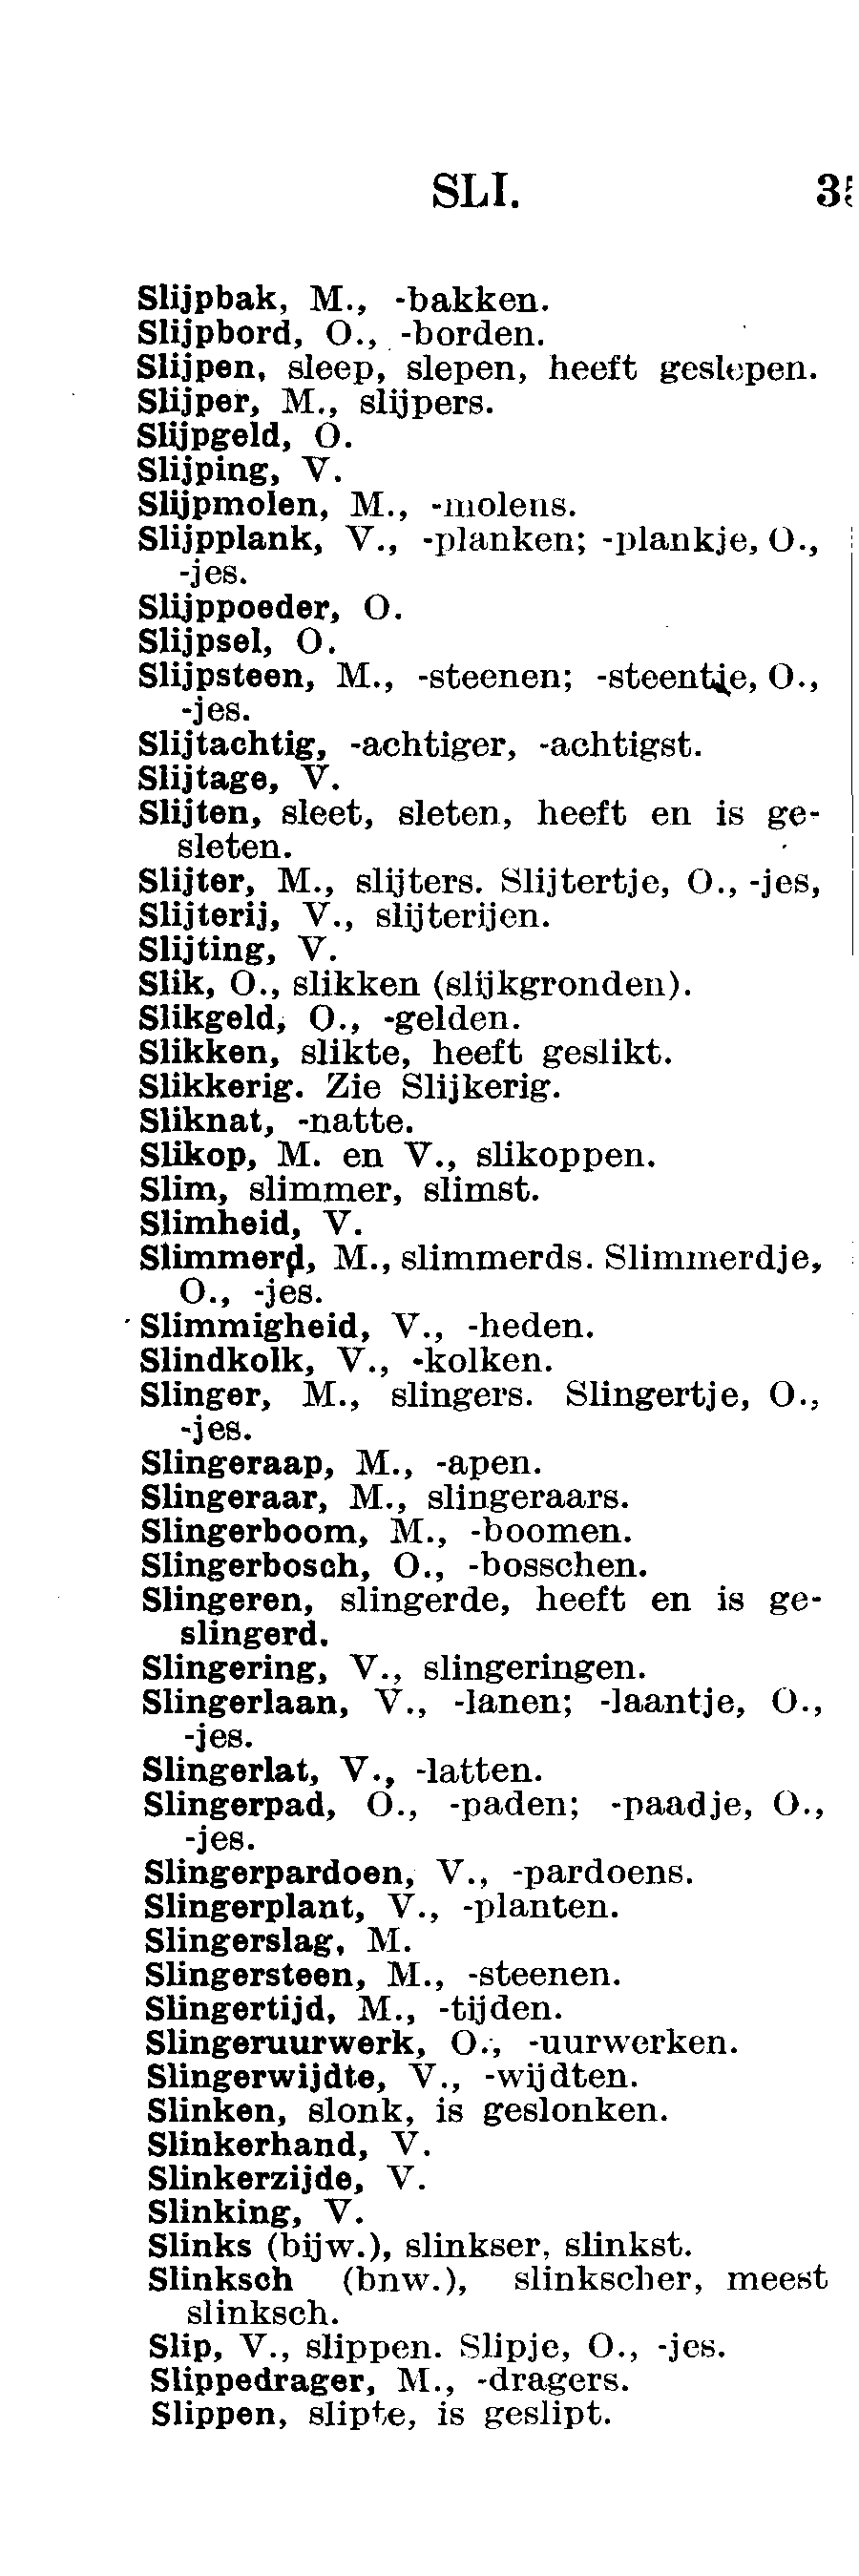 SLI.
Slijpbak, M., -bakken.
Slijpbord, O., -borden.
Slijpen, sleep, slepen, heeft geslepen.
Slijper, M., slijpers.
Slijpgeld, O.
Slijping, V.
Slijpmolen, M., -molens.
Slijpplank, V., -planken; -plankje, O.,
-jes.
Slijppoeder, O.
Slijpsel, O.
Slijpsteen, M., -steenen; -steentje, O.,
-jes.
Slijtachtig, -achtiger, -achtigst.
Slijtage, V.
Slijten, sleet, sleten, heeft en is ge-
sleten.
Slijter, M., slijters. Slijtertje, O., -jes,
Slijterij, V., slijterijen.
Slijting, V.
Slik, O., slikken (slijkgronden).
Slikgeld, O., -gelden.
Slikken, slikte, heeft geslikt.
Slikkerig. Zie Slijkerig.
Sliknat, -natte.
Slikop, M. en V., slikoppen.
Slim, slimmer, slimst.
Slimheid, V.
Slimmerd, M., slimmerds. Slimmerdje,
O., -jes.
Slimmigheid, V., -heden.
Slindkolk, V., -kolken.
Slinger, M., slingers. Slingertje, O.,
-jes.
Slingeraap, M., -apen.
Slingeraar, M., slingeraars.
Slingerboom, M., -boomen.
Slingerbosch, O., -bosschen.
Slingeren, slingerde, heeft en is ge-
slingerd.
Slingering, V., slingeringen.
Slingerlaan, V., -lanen; -laantje, O.,
-jes.
Slingerlat, V., -latten.
Slingerpad, O., -paden; -paadje, O.,
-jes.
Slingerpardoen, V., -pardoens.
Slingerplant, V., -planten.
Slingerslag, M.
Slingersteen, M., -steenen.
Slingertijd, M., -tijden.
Slingeruurwerk, O., -uurwerken.
Slingerwijdte, V., -wijdten.
Slinken, slonk, is geslonken.
Slinkerhand, V.
Slinkerzijde, V.
Slinking, V.
Slinks (bijw.), slinkser, slinkst.
Slinksch (bnw.), slinkscher, meest
slinksch.
Slip, V., slippen. Slipje, O., -jes.
Slippedrager, M., -dragers.
Slippen, slipte, is geslipt.